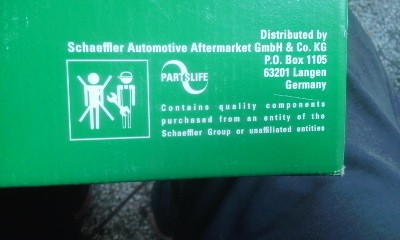 Distributed by
Schaeffler Automotive Aftermarket GmbH & Co. KG
P.O. Box 1105
63201 Langen
Germany
PARTSLIFE
Contains quality components
purchased from an entity of the
Schaeffler Group or unaffiliated entities